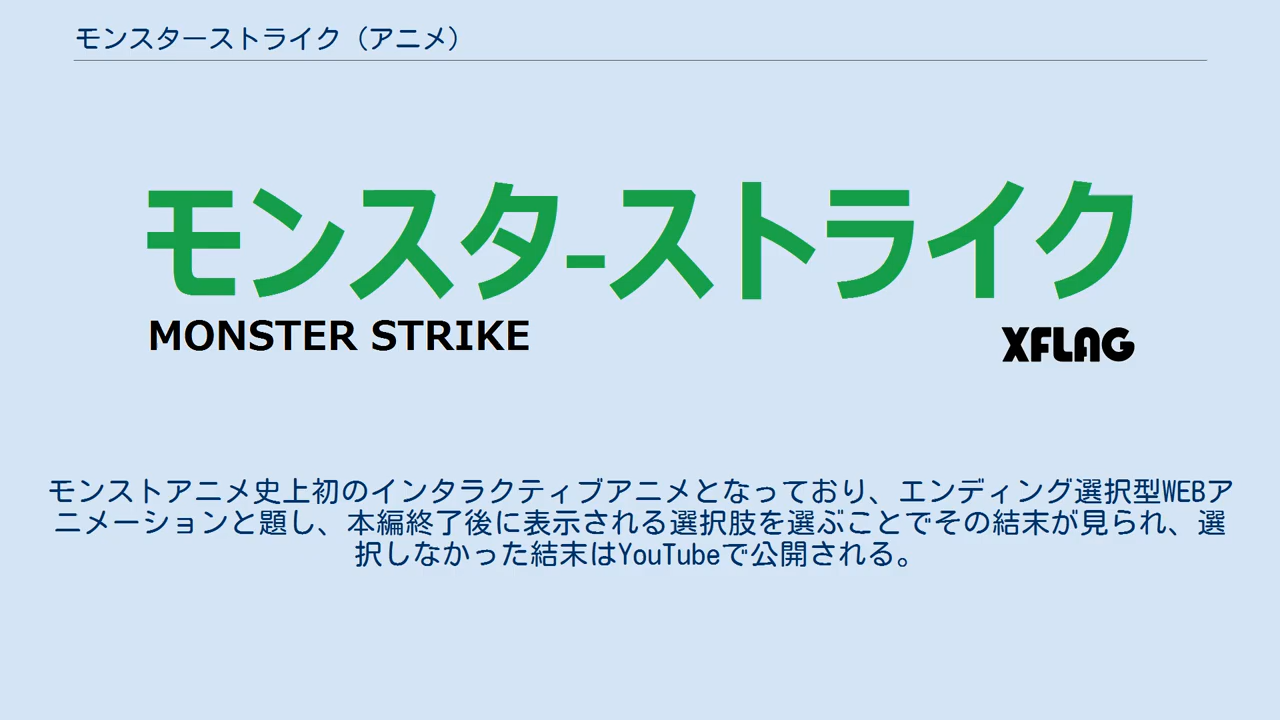 モンスターストライク（アニメ）
モンスターストライク
MONSTER STRIKE
XFLAG
モンストアニメ史上初のインタラクティブアニメとなっており、エンディング選択型WEBア
ニメーションと題し、本編終了後に表示される選択肢を選ぶことでその結末が見られ、選
択しなかった結末はYouTubeで公開される。